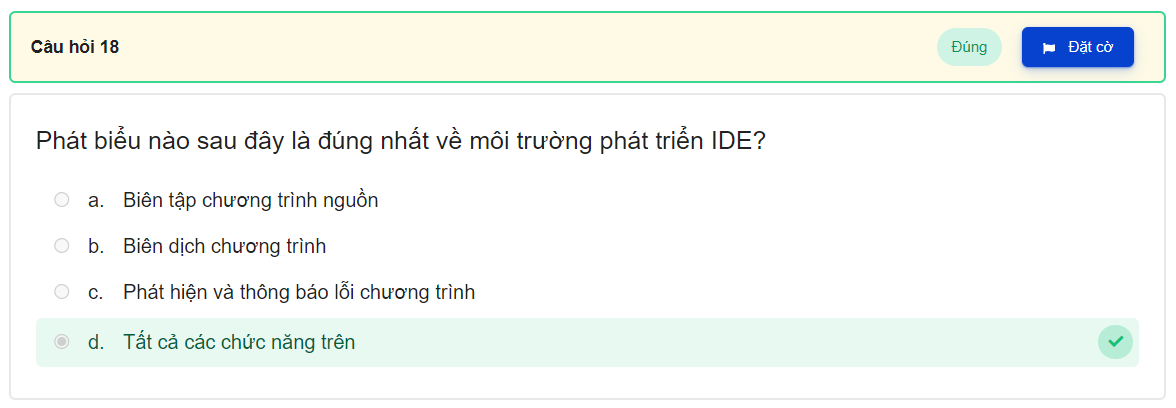 Câu hỏi 18
Đúng
Đặt cờ
Phát biểu nào sau đây là đúng nhất về môi trường phát triển IDE?
a. Biên tập chương trình nguồn
b. Biên dịch chương trình
c. Phát hiện và thông báo lỗi chương trình
d. Tất cả các chức năng trên